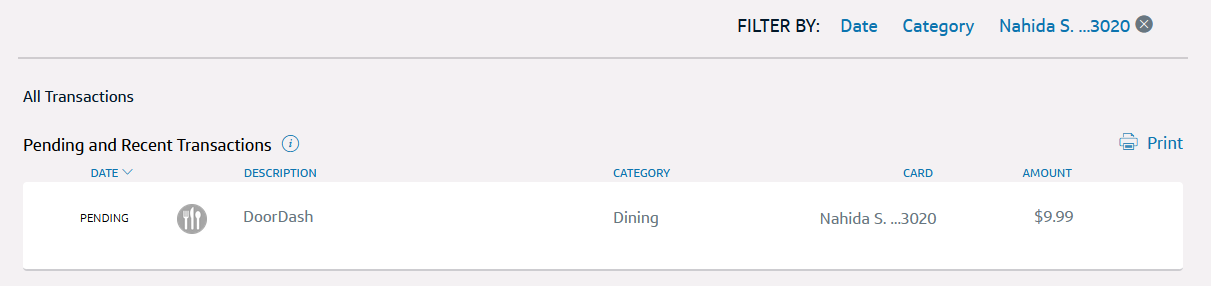 FILTER BY: Date Category Nahida S. ...3020
All Transactions
Pending and Recent Transactions i
Print
DATE DESCRIPTION CATEGORY CARD AMOUNT
PENDING DoorDash Dining Nahida S. ...3020 $9.99